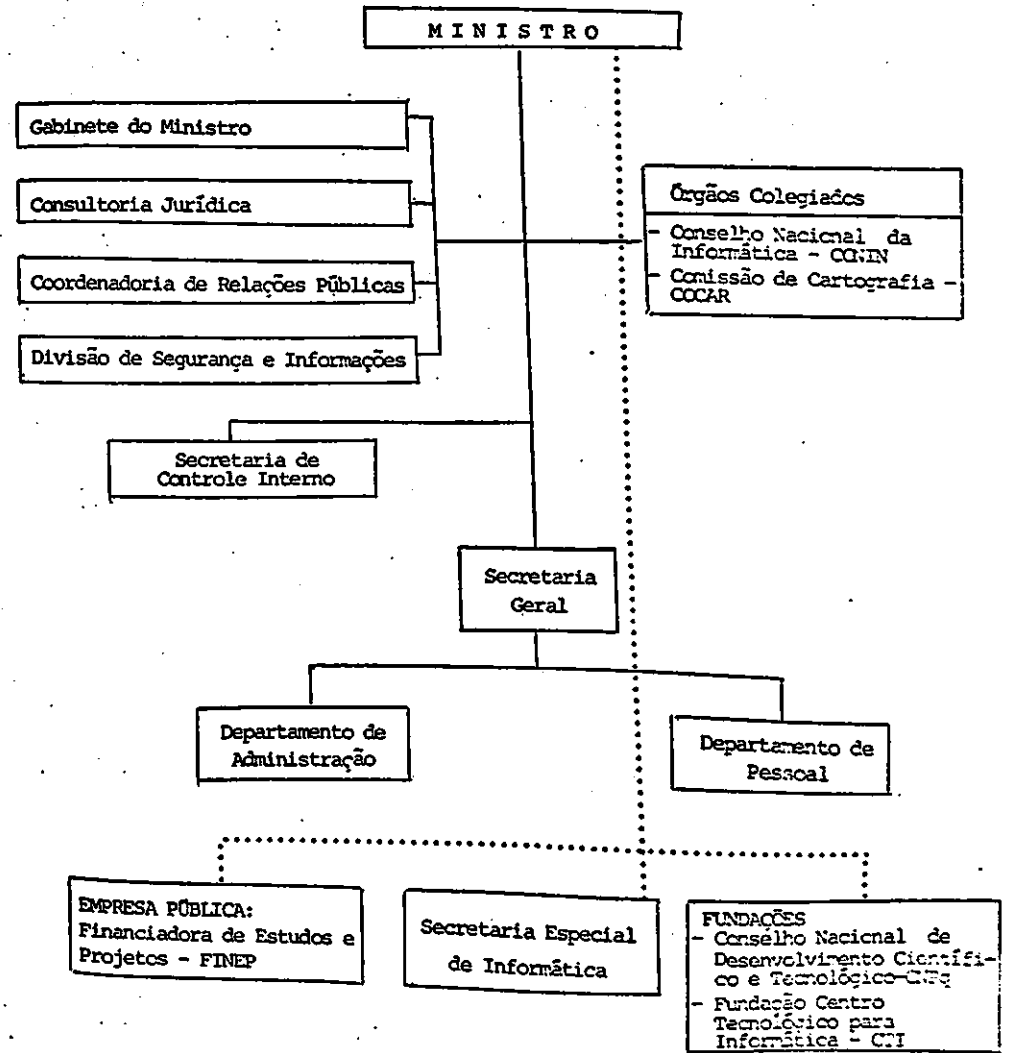 MINISTRO
Gabinete do Ministro
Consultoria Jurídica
Coordenadoria de Relações Públicas
Divisão de Segurança e Informações
Órgãos Colegiados
- Conselho Nacional da
Informática - CONIN
- Comissão de Cartografia -
COCAR
Secretaria de
Controle Interno
Secretaria
Geral
Departamento de
Administração
Departamento de
Pessoal
EMPRESA PÚBLICA:
Financiadora de Estudos e
Projetos - FINEP
Secretaria Especial
de Informática
FUNDAÇÕES
- Conselho Nacional de
Desenvolvimento Científi-
co e Tecnológico-CNPq
- Fundação Centro
Tecnológico para
Informática - CTI